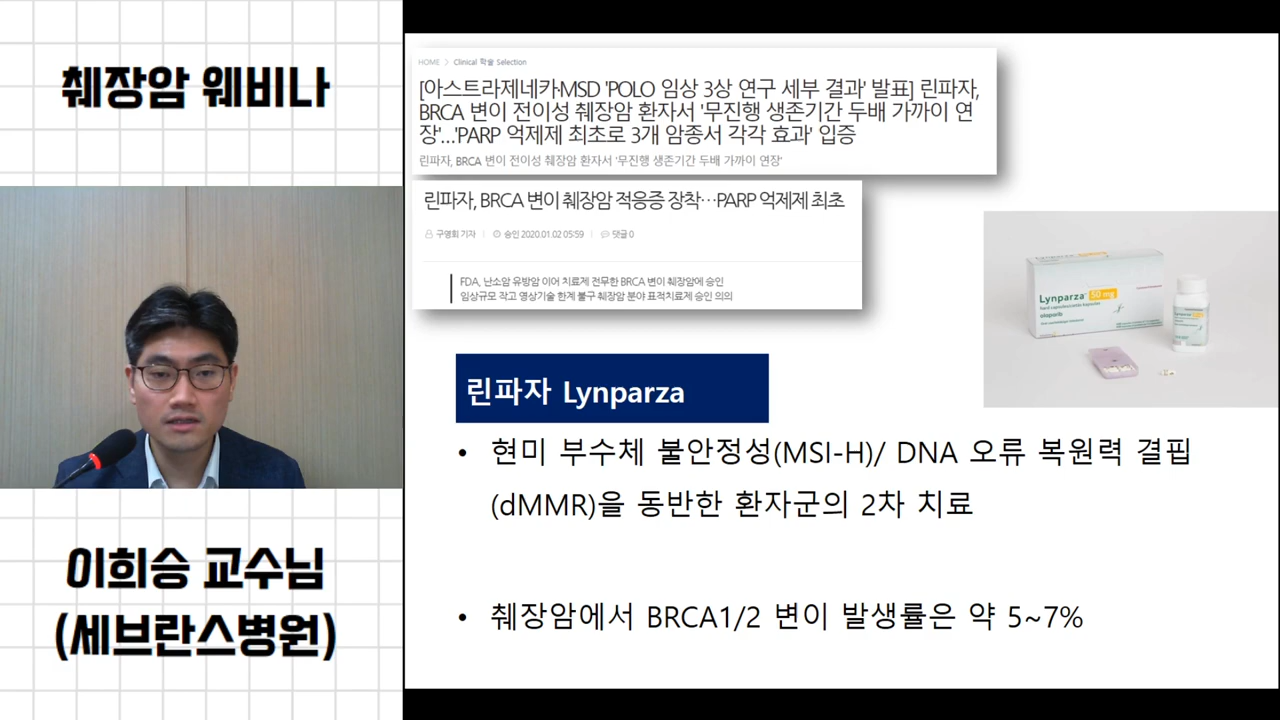 췌장암 웨비나
이희승 교수님
(세브란스병원)
HOME > Clinical 학술 Selection
[아스트라제네카·MSD 'POLO 임상 3상 연구 세부 결과' 발표] 린파자,
BRCA 변이 전이성 췌장암 환자서 '무진행 생존기간 두배 가까이 연
장'…'PARP 억제제 최초로 3개 암종서 각각 효과' 입증
린파자, BRCA 변이 전이성 췌장암 환자서 '무진행 생존기간 두배 가까이 연장'
린파자, BRCA 변이 췌장암 적응증 장착…PARP 억제제 최초
구영회 기자 | 승인 2020.01.02 05:59 | 댓글 0
FDA, 난소암 유방암 이어 치료제 전무한 BRCA 변이 췌장암에 승인
임상규모 작고 영상기술 한계 불구 췌장암 분야 표적치료제 승인 의의
Lynparza 50 mg
olaparib
린파자 Lynparza
• 현미 부수체 불안정성(MSI-H)/ DNA 오류 복원력 결핍
(dMMR)을 동반한 환자군의 2차 치료
• 췌장암에서 BRCA1/2 변이 발생률은 약 5~7%